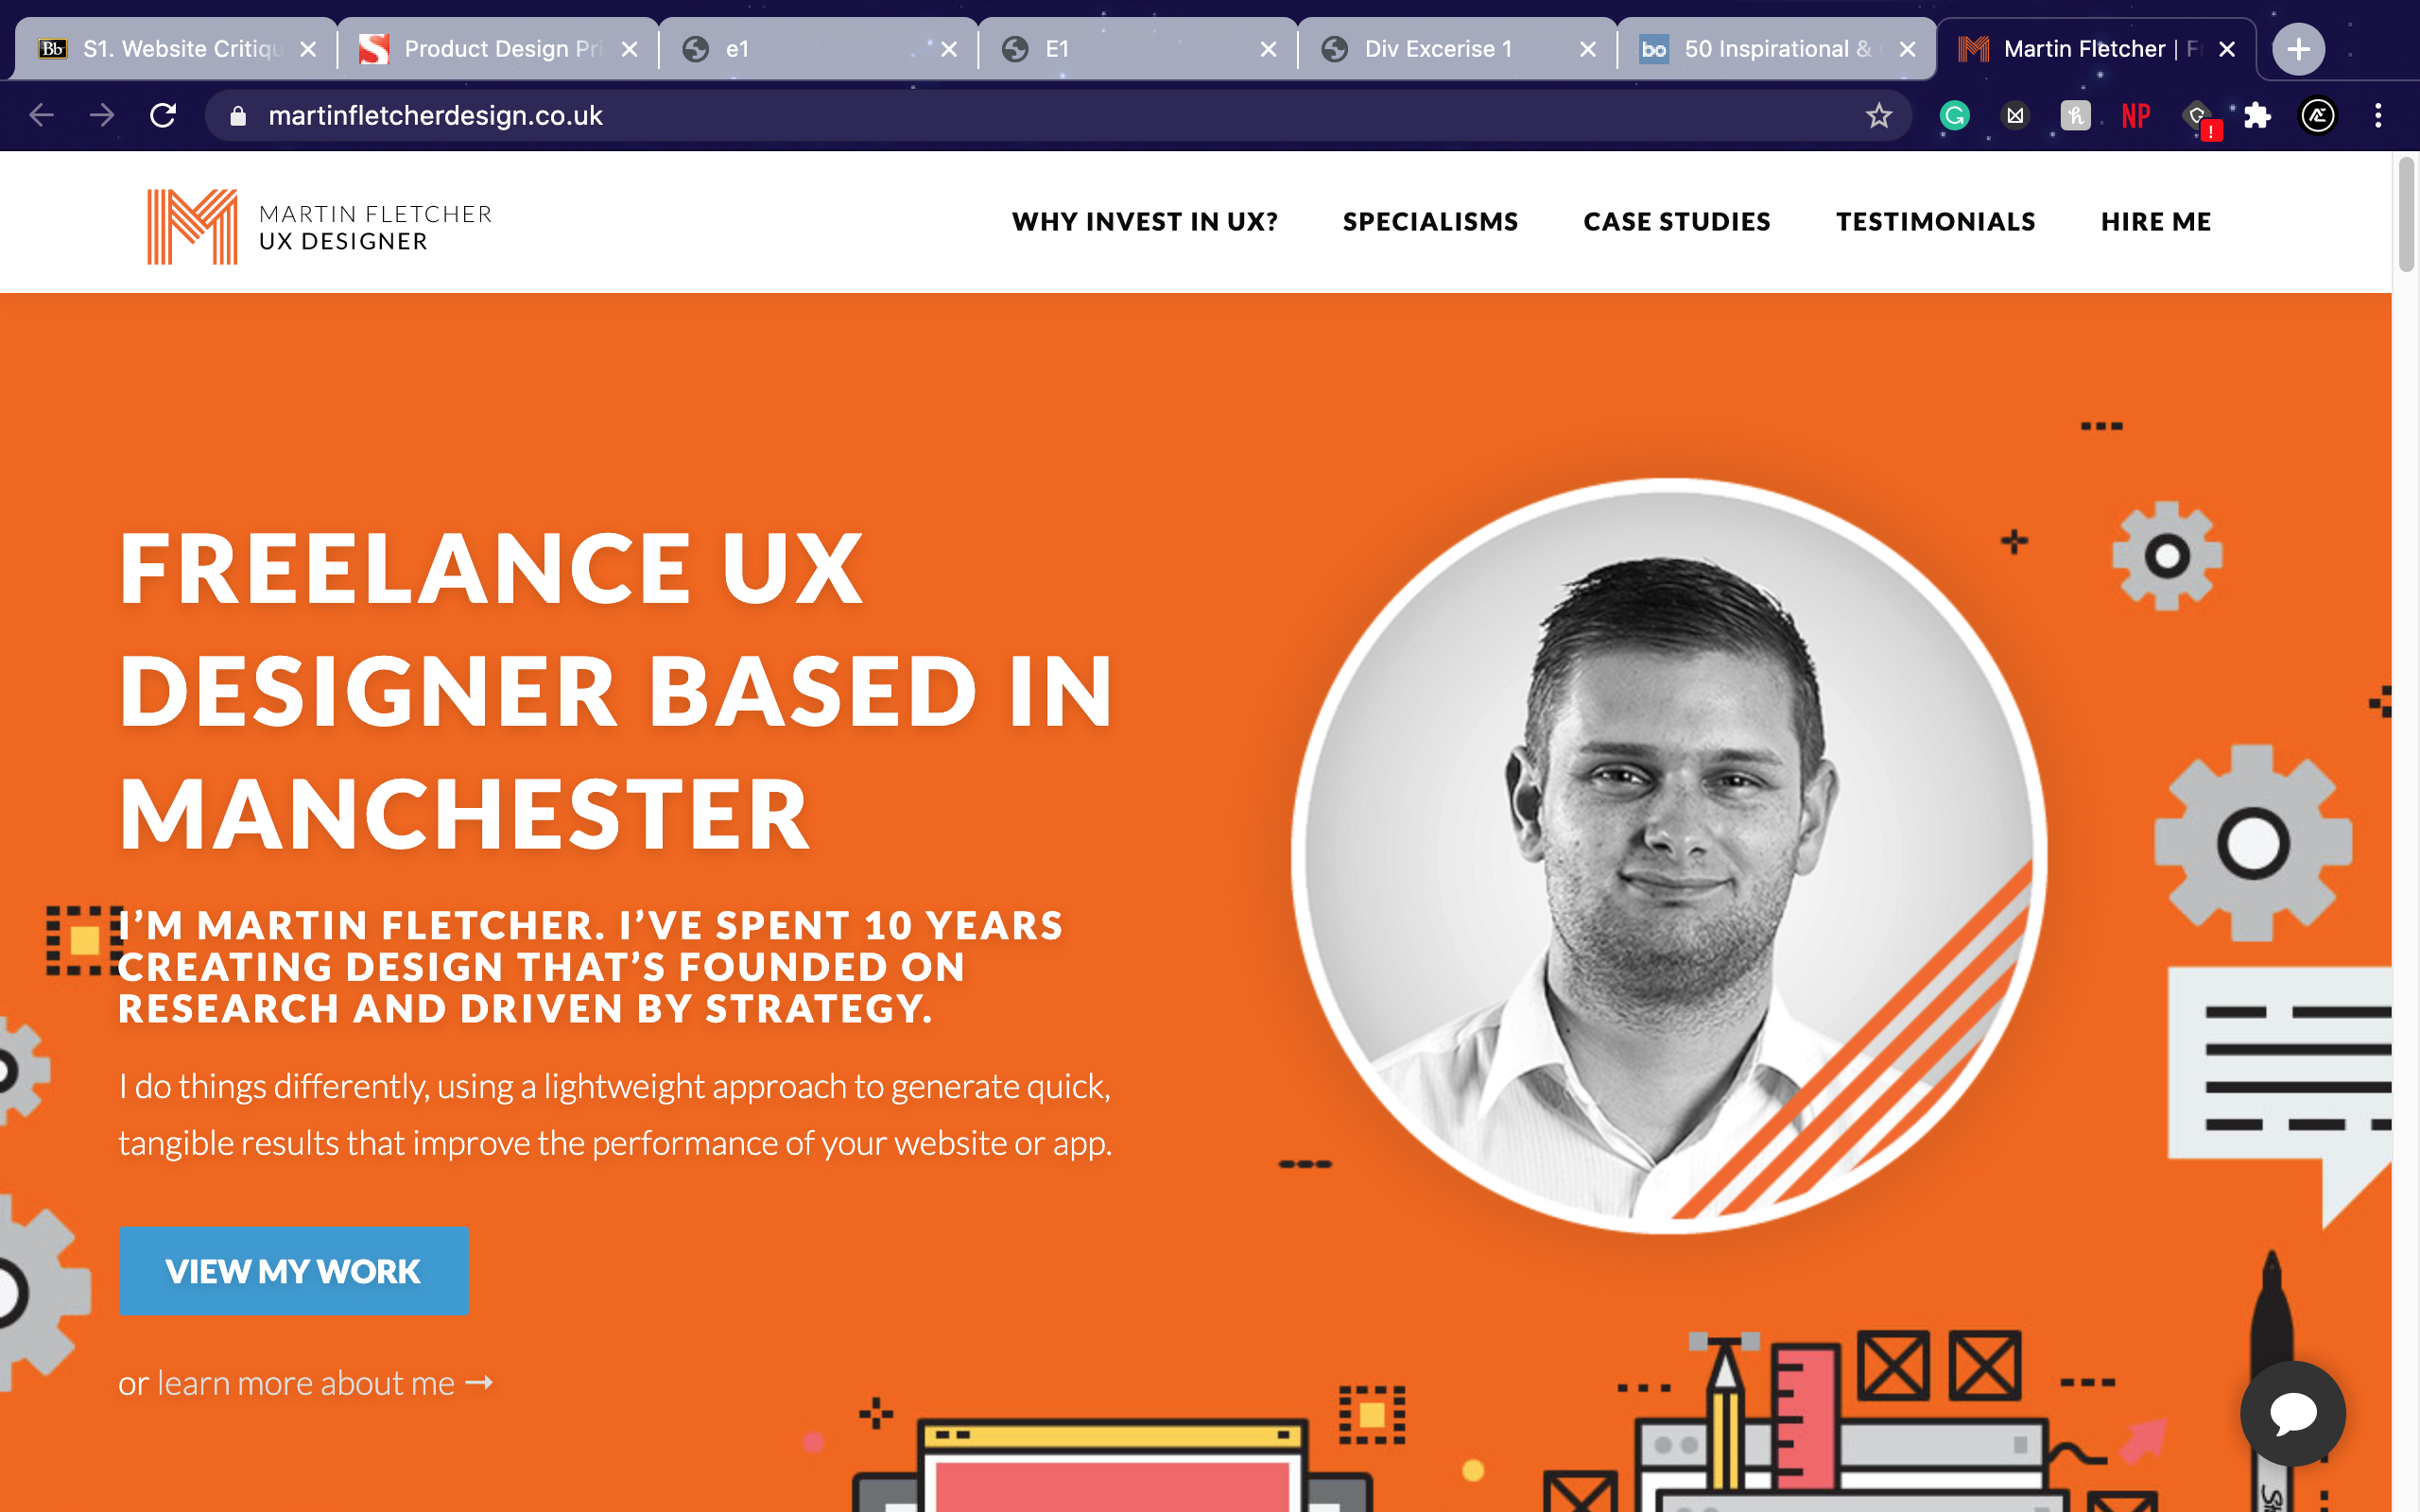 S1. Website Critiqu
Product Design Pri
e1
E1
Div Excerise 1
50 Inspirational &
Martin Fletcher | F
martinfletcherdesign.co.uk
MARTIN FLETCHER
UX DESIGNER
WHY INVEST IN UX?
SPECIALISMS
CASE STUDIES
TESTIMONIALS
HIRE ME
FREELANCE UX
DESIGNER BASED IN
MANCHESTER
I’M MARTIN FLETCHER. I’VE SPENT 10 YEARS
CREATING DESIGN THAT’S FOUNDED ON
RESEARCH AND DRIVEN BY STRATEGY.
I do things differently, using a lightweight approach to generate quick,
tangible results that improve the performance of your website or app.
VIEW MY WORK
or learn more about me →